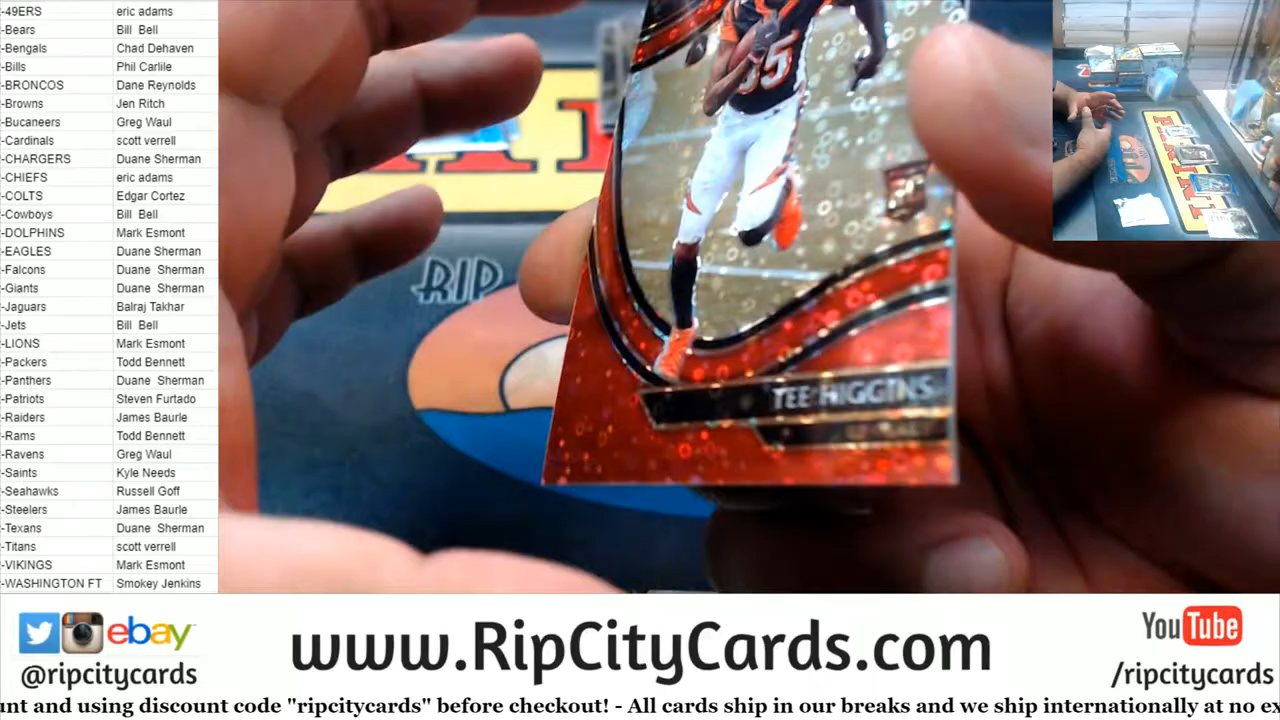 -49ERS eric adams
-Bears Bill Bell
-Bengals Chad Dehaven
-Bills Phil Carlile
-BRONCOS Dane Reynolds
-Browns Jen Ritch
-Bucaneers Greg Waul
-Cardinals scott verrell
-CHARGERS Duane Sherman
-CHIEFS eric adams
-COLTS Edgar Cortez
-Cowboys Bill Bell
-DOLPHINS Mark Esmont
-EAGLES Duane Sherman
-Falcons Duane Sherman
-Giants Duane Sherman
-Jaguars Balraj Takhar
-Jets Bill Bell
-LIONS Mark Esmont
-Packers Todd Bennett
-Panthers Duane Sherman
-Patriots Steven Furtado
-Raiders James Baurle
-Rams Todd Bennett
-Ravens Greg Waul
-Saints Kyle Needs
-Seahawks Russell Goff
-Steelers James Baurle
-Texans Duane Sherman
-Titans scott verrell
-VIKINGS Mark Esmont
-WASHINGTON FT Smokey Jenkins
85
RIP
TEE HIGGINS
ebay
@ripcitycards
www.RipCityCards.com
YouTube
/ripcitycards
unt and using discount code "ripcitycards" before checkout! - All cards ship in our breaks and we ship internationally at no ex